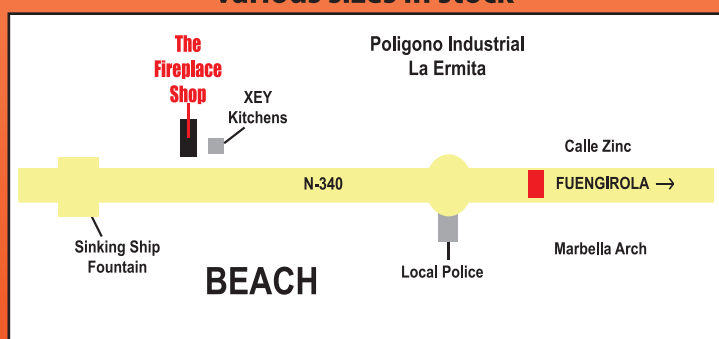 The
Fireplace
Shop
XEY
Kitchens
Poligono Industrial
La Ermita
Calle Zinc
N-340
FUENGIROLA →
Sinking Ship
Fountain
BEACH
Local Police
Marbella Arch